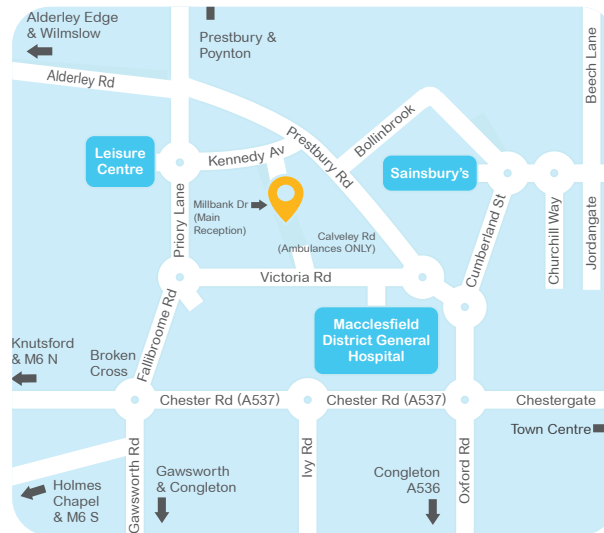 Alderley Edge
& Wilmslow
Prestbury &
Poynton
Beech Lane
Alderley Rd
Bollinbrook
Prestbury Rd
Leisure
Centre
Kennedy Av
Sainsbury's
Millbank Dr
(Main
Reception)
Priory Lane
Calveley Rd
(Ambulances ONLY)
Cumberland St
Churchill Way
Jordangate
Victoria Rd
Fallibroome Rd
Macclesfield
District General
Hospital
Knutsford
& M6 N
Broken
Cross
Chester Rd (A537)
Chester Rd (A537)
Chestergate
Town Centre
Gawsworth Rd
Ivy Rd
Oxford Rd
Gawsworth
& Congleton
Congleton
A536
Holmes
Chapel
& M6 S